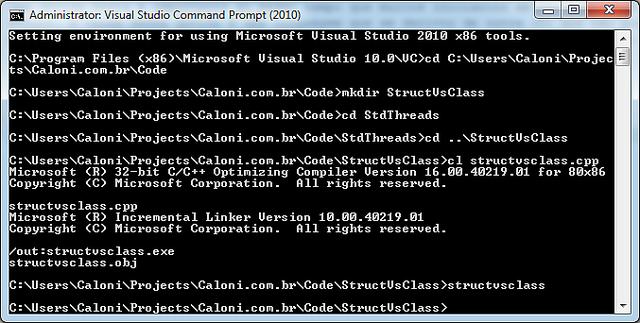 Administrator: Visual Studio Command Prompt (2010)
Setting environment for using Microsoft Visual Studio 2010 x86 tools.
C:\Program Files (x86)\Microsoft Visual Studio 10.0\VC>cd C:\Users\Caloni\Projec
ts\Caloni.com.br\Code
C:\Users\Caloni\Projects\Caloni.com.br\Code>mkdir StructVsClass
C:\Users\Caloni\Projects\Caloni.com.br\Code>cd StdThreads
C:\Users\Caloni\Projects\Caloni.com.br\Code\StdThreads>cd ..\StructVsClass
C:\Users\Caloni\Projects\Caloni.com.br\Code\StructVsClass>cl structvsclass.cpp
Microsoft (R) 32-bit C/C++ Optimizing Compiler Version 16.00.40219.01 for 80x86
Copyright (C) Microsoft Corporation.  All rights reserved.
structvsclass.cpp
Microsoft (R) Incremental Linker Version 10.00.40219.01
Copyright (C) Microsoft Corporation.  All rights reserved.
/out:structvsclass.exe
structvsclass.obj
C:\Users\Caloni\Projects\Caloni.com.br\Code\StructVsClass>structvsclass
C:\Users\Caloni\Projects\Caloni.com.br\Code\StructVsClass>